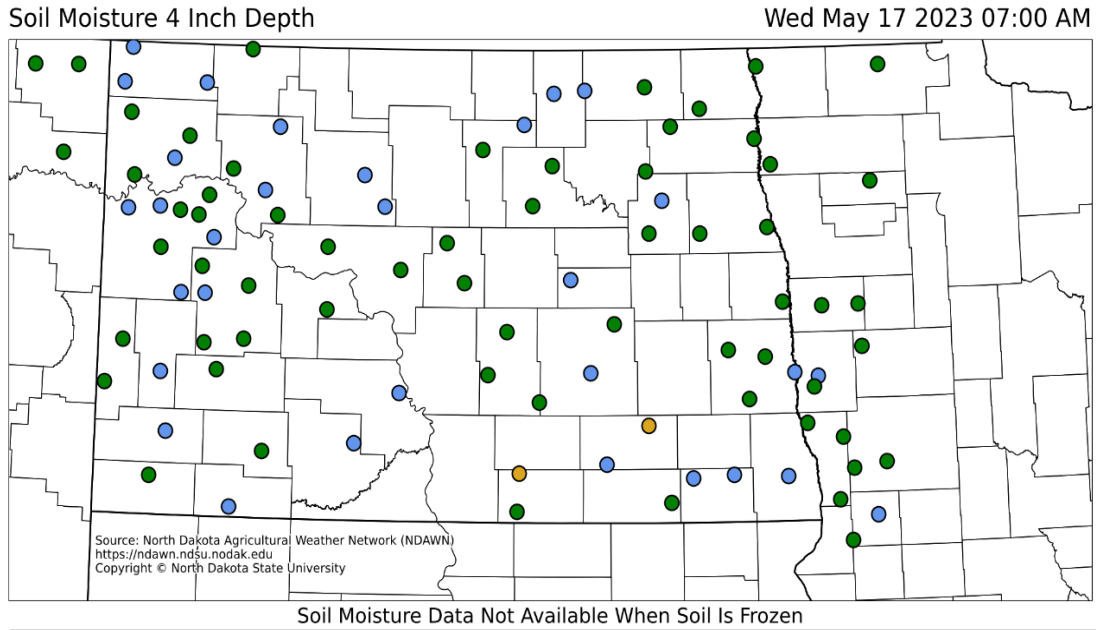 Soil Moisture 4 Inch Depth
Wed May 17 2023 07:00 AM
Source: North Dakota Agricultural Weather Network (NDAWN)
https://ndawn.ndsu.nodak.edu
Copyright © North Dakota State University
Soil Moisture Data Not Available When Soil Is Frozen